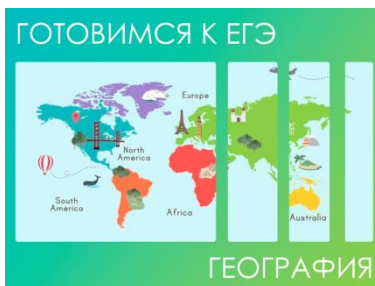 ГОТОВИМСЯ К ЕГЭ
Europe
North
America
South
America
Africa
Australia
ГЕОГРАФИЯ